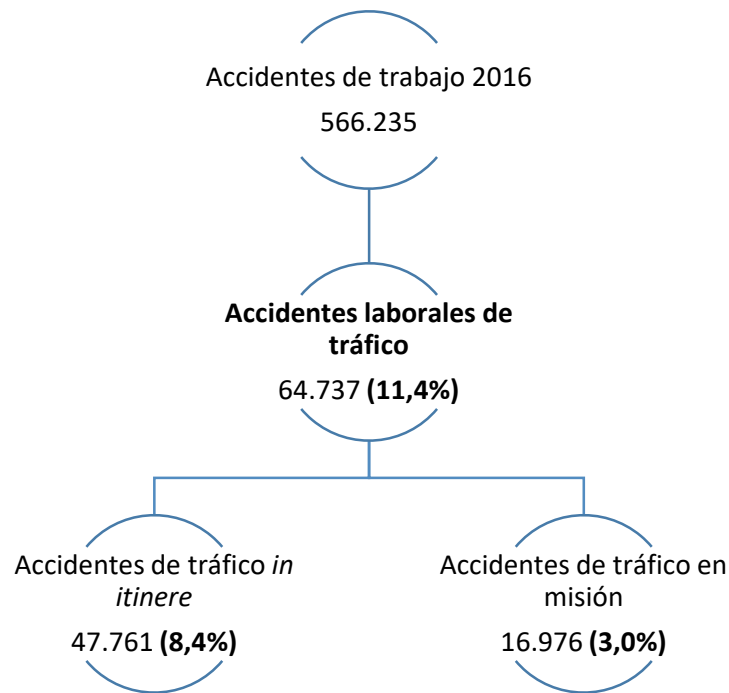 Accidentes de trabajo 2016
566.235
Accidentes laborales de
tráfico
64.737 (11,4%)
Accidentes de tráfico in
itinere
47.761 (8,4%)
Accidentes de tráfico en
misión
16.976 (3,0%)